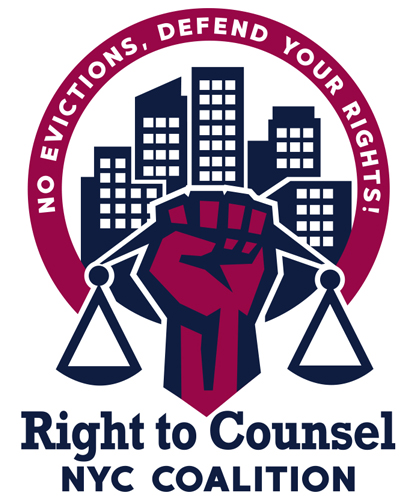 NO EVICTIONS, DEFEND YOUR RIGHTS!
Right to Counsel
NYC COALITION